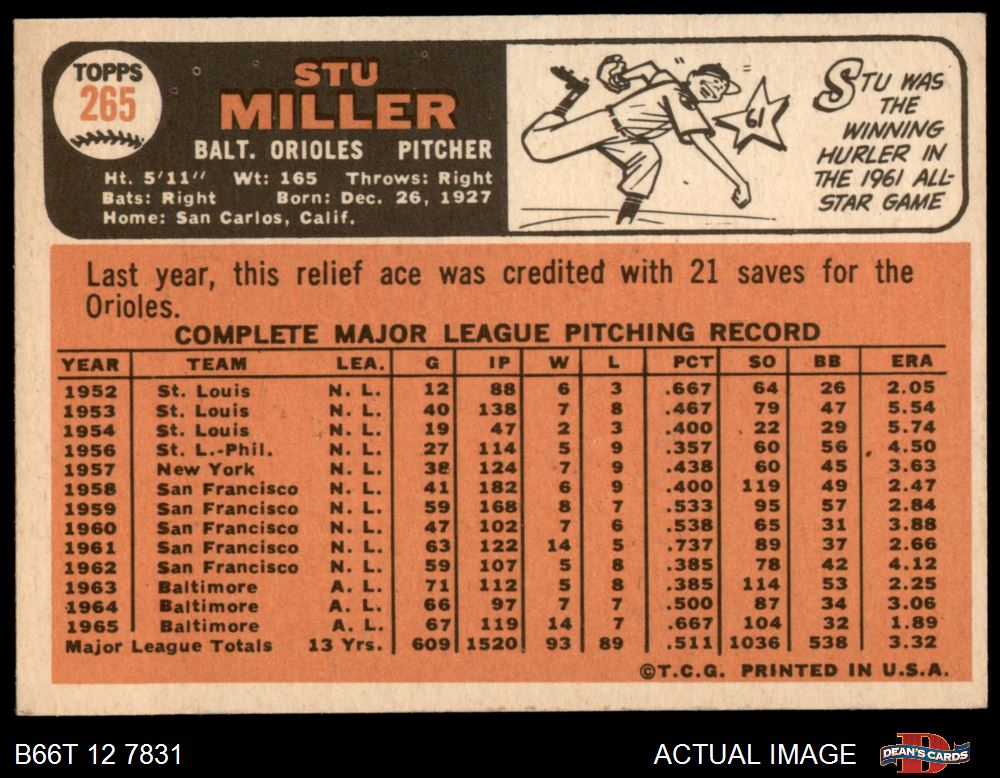 TOPPS
265
STU
MILLER
BALT. ORIOLES PITCHER
Ht. 5'11" Wt: 165 Throws: Right
Bats: Right Born: Dec. 26, 1927
Home: San Carlos, Calif.
61
STU WAS
THE
WINNING
HURLER IN
THE 1961 ALL-
STAR GAME
Last year, this relief ace was credited with 21 saves for the
Orioles.
COMPLETE MAJOR LEAGUE PITCHING RECORD
YEAR TEAM LEA. G IP W L PCT SO BB ERA
1952 St. Louis N. L. 12 88 6 3 .667 64 26 2.05
1953 St. Louis N. L. 40 138 7 8 .467 79 47 5.54
1954 St. Louis N. L. 19 47 2 3 .400 22 29 5.74
1956 St. L.-Phil. N. L. 27 114 5 9 .357 60 56 4.50
1957 New York N. L. 38 124 7 9 .438 60 45 3.63
1958 San Francisco N. L. 41 182 6 9 .400 119 49 2.47
1959 San Francisco N. L. 59 168 8 7 .533 95 57 2.84
1960 San Francisco N. L. 47 102 7 6 .538 65 31 3.88
1961 San Francisco N. L. 63 122 14 5 .737 89 37 2.66
1962 San Francisco N. L. 59 107 5 8 .385 78 42 4.12
1963 Baltimore A. L. 71 112 5 8 .385 114 53 2.25
1964 Baltimore A. L. 66 97 7 7 .500 87 34 3.06
1965 Baltimore A. L. 67 119 14 7 .667 104 32 1.89
Major League Totals 13 Yrs. 609 1520 93 89 .511 1036 538 3.32
©T.C.G. PRINTED IN U.S.A.
B66T 12 7831
ACTUAL IMAGE
D
DEAN'S CARDS